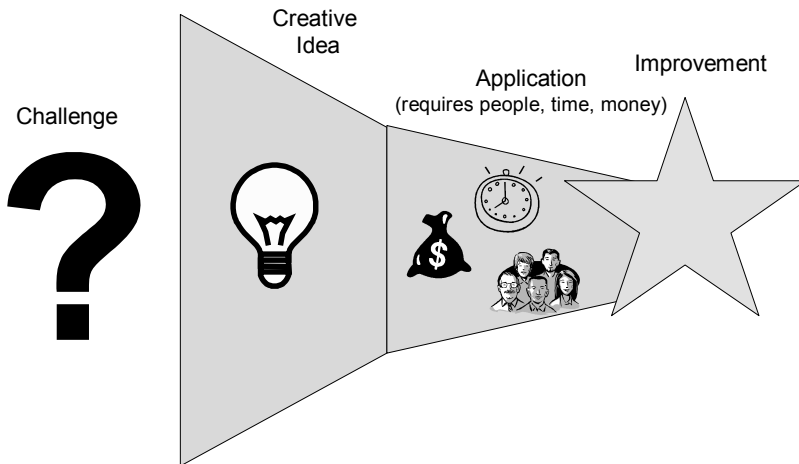 Challenge
Creative
Idea
Application
(requires people, time, money)
Improvement
$